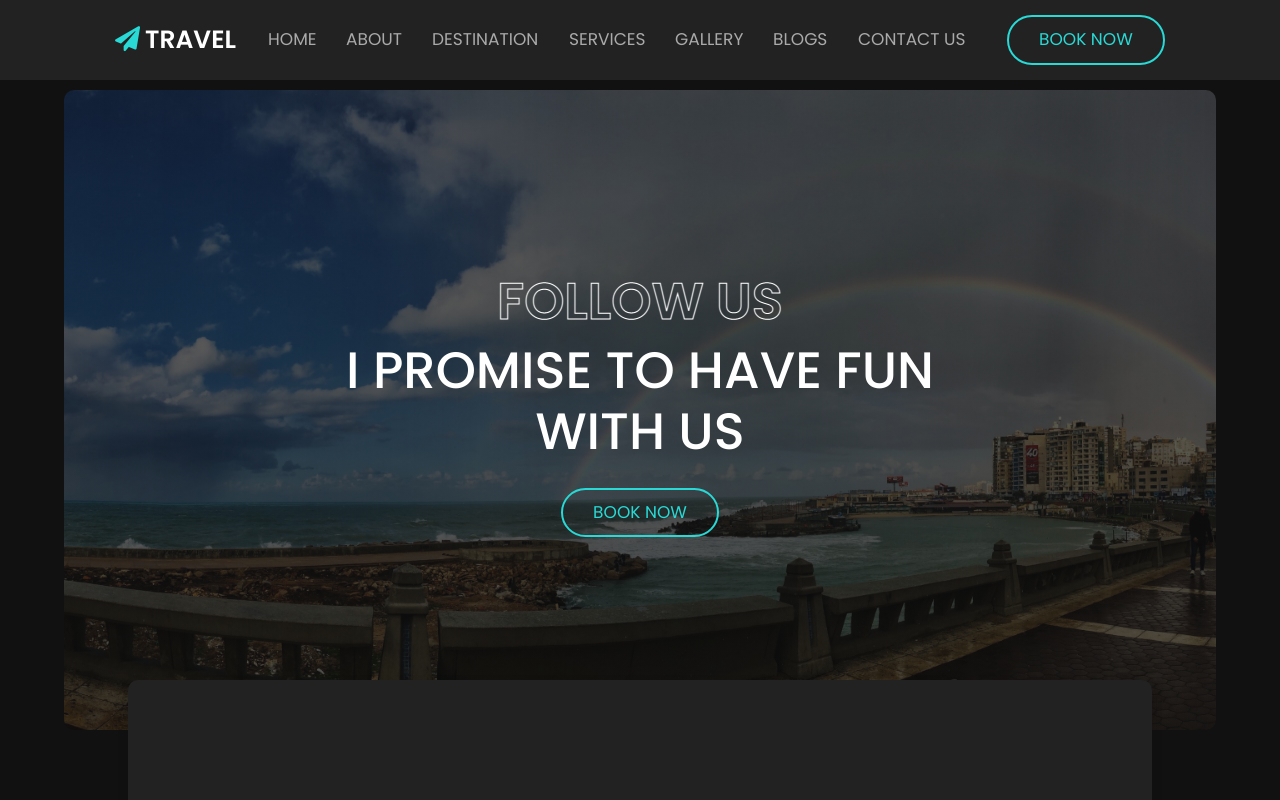 TRAVEL
HOME
ABOUT
DESTINATION
SERVICES
GALLERY
BLOGS
CONTACT US
BOOK NOW
FOLLOW US
I PROMISE TO HAVE FUN
WITH US
BOOK NOW
40